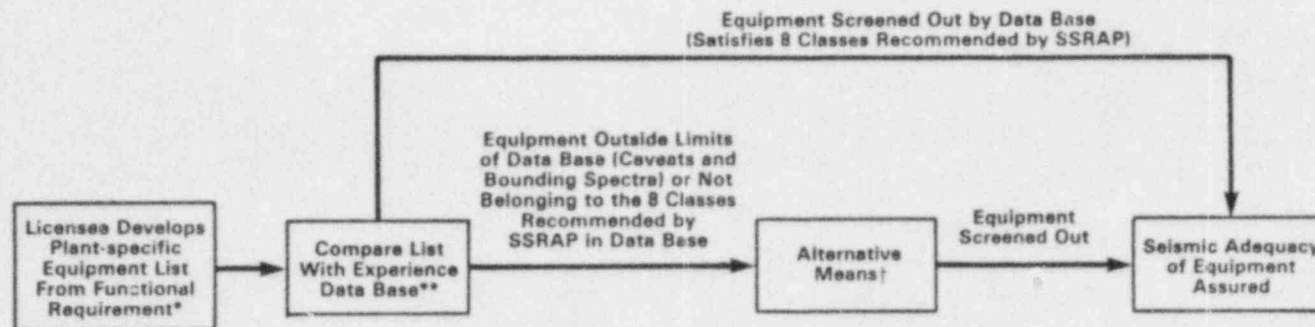 Equipment Screened Out by Data Base
(Satisfies 8 Classes Recommended by SSRAP)
Equipment Outside Limits
of Data Base (Caveats and
Bounding Spectra) or Not
Belonging to the 8 Classes
Recommended by
SSRAP in Data Base
Licensee Develops
Plant-specific
Equipment List
From Functional
Requirement*
Compare List
With Experience
Data Base**
Alternative
Means†
Equipment
Screened Out
Seismic Adequacy
of Equipment
Assured